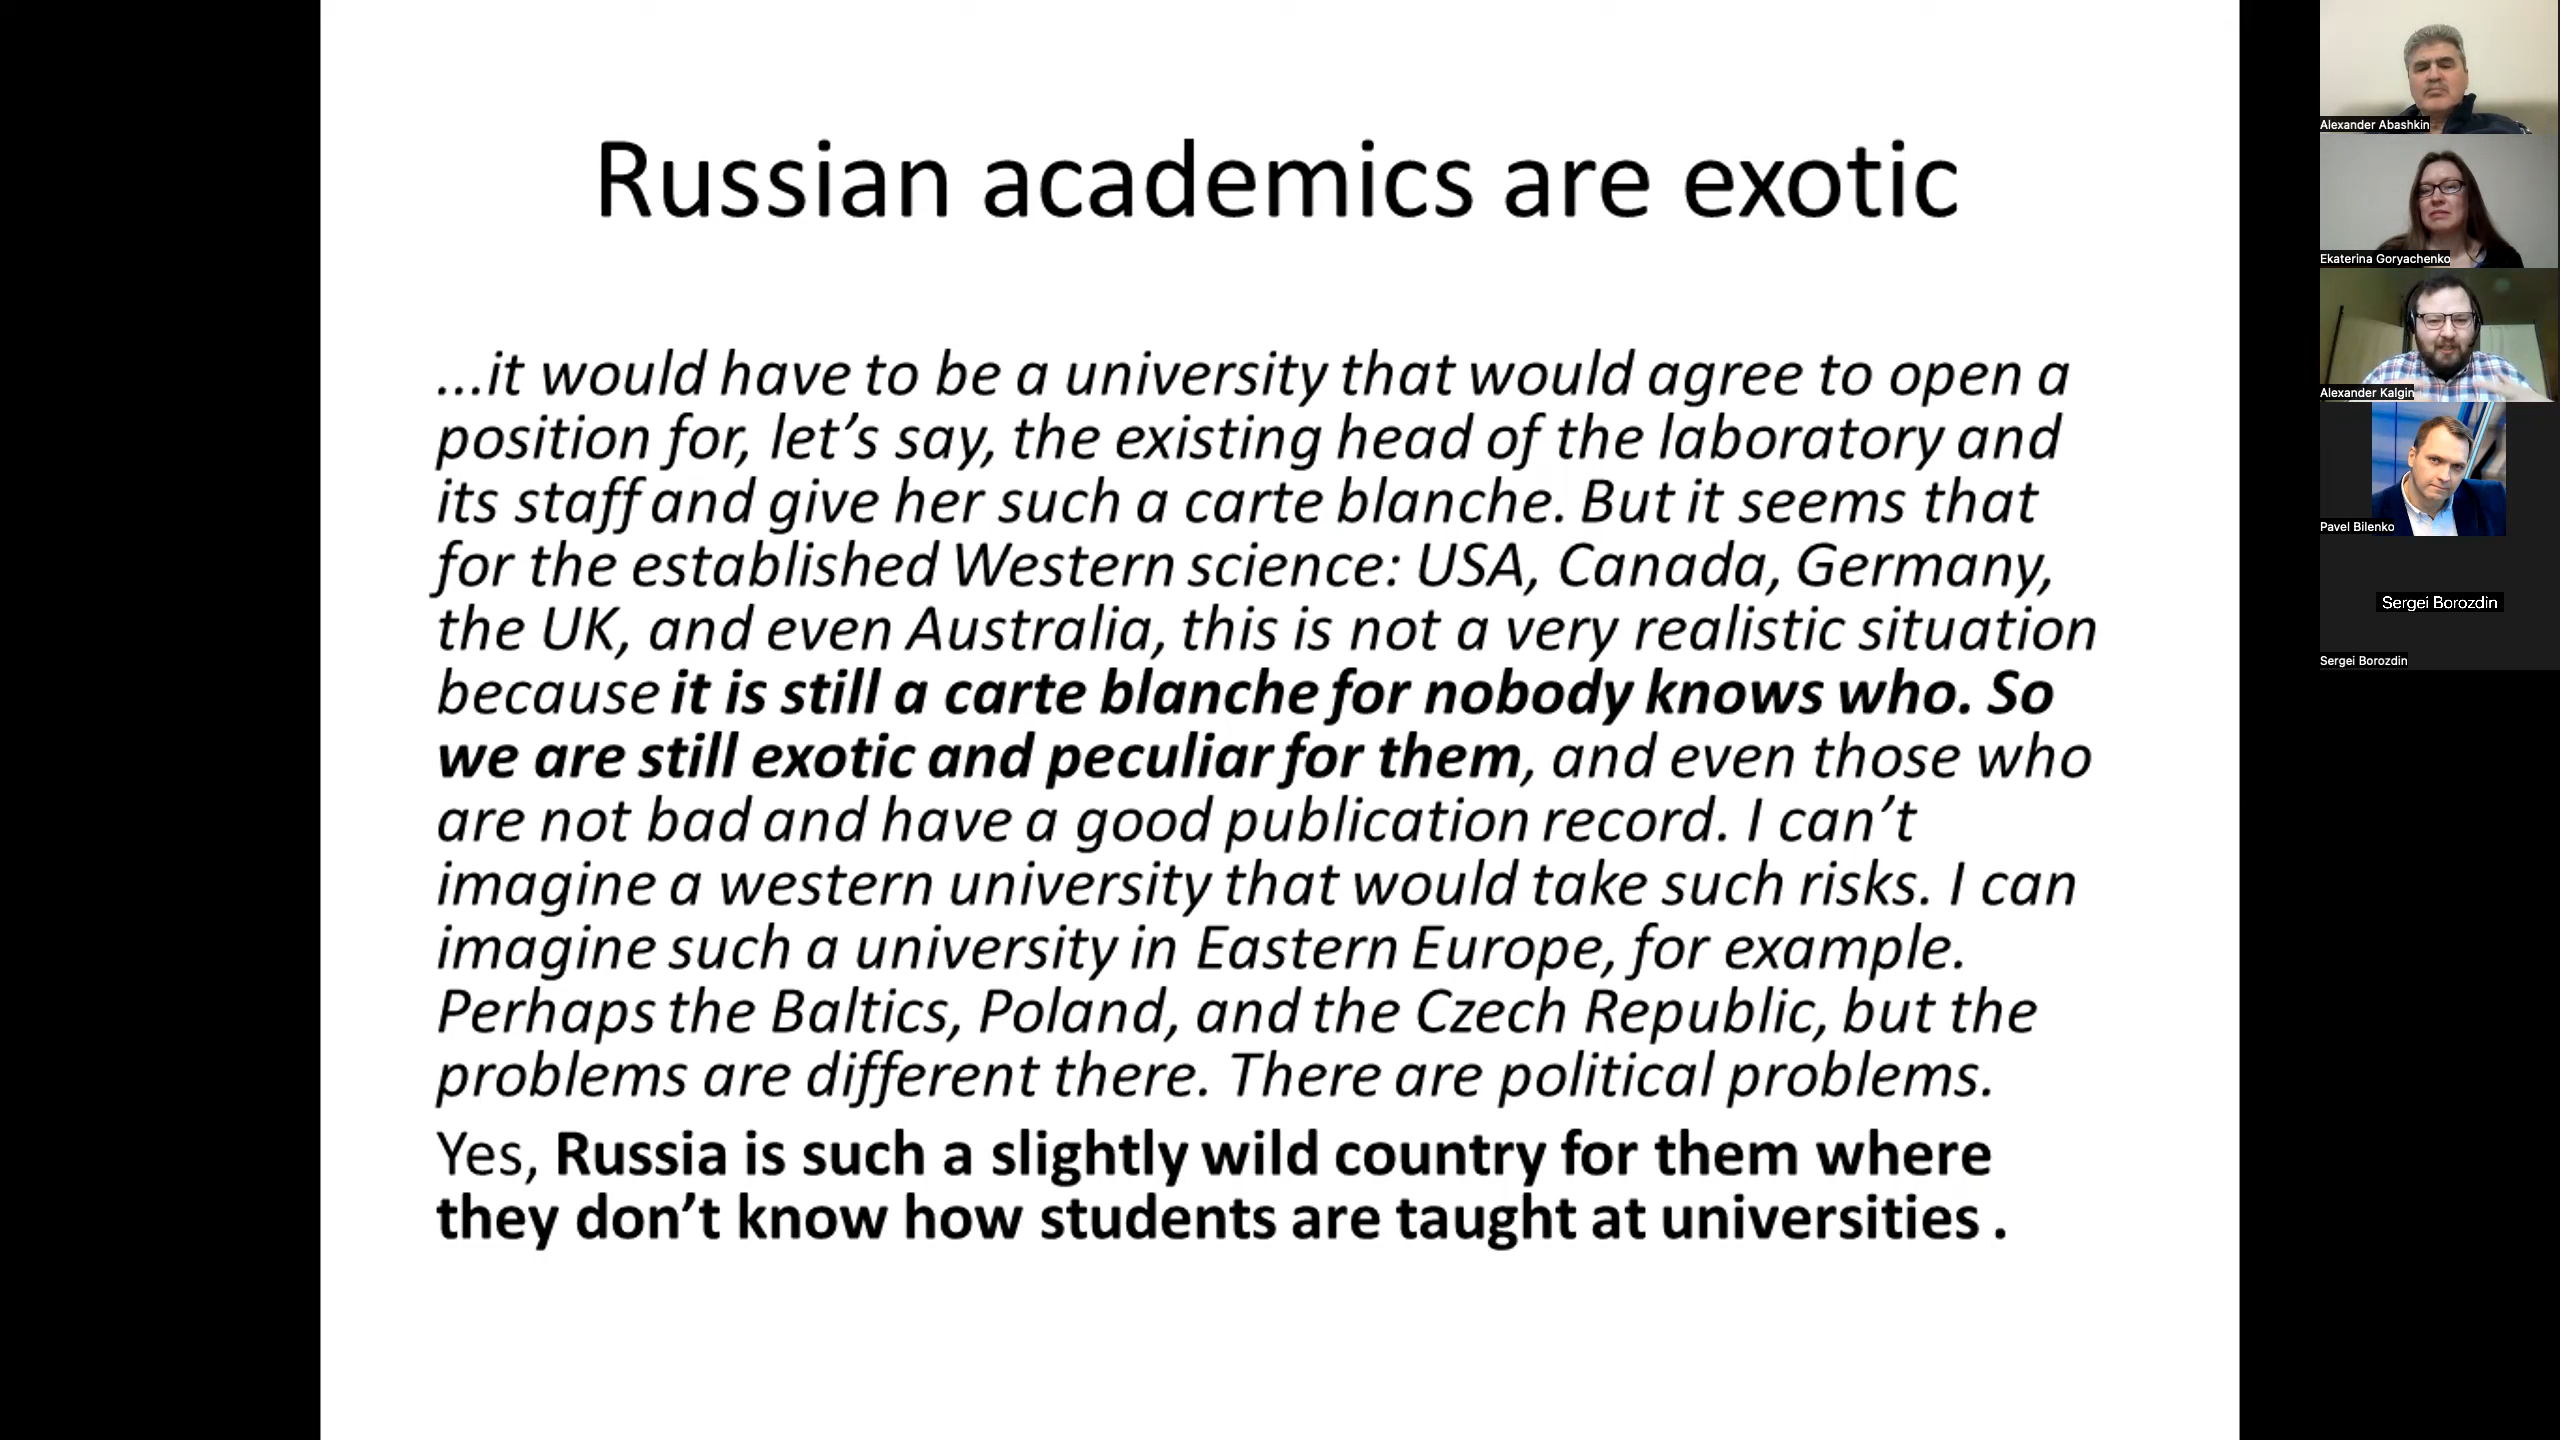 Russian academics are exotic
...it would have to be a university that would agree to open a
position for, let’s say, the existing head of the laboratory and
its staff and give her such a carte blanche. But it seems that
for the established Western science: USA, Canada, Germany,
the UK, and even Australia, this is not a very realistic situation
because it is still a carte blanche for nobody knows who. So
we are still exotic and peculiar for them, and even those who
are not bad and have a good publication record. I can’t
imagine a western university that would take such risks. I can
imagine such a university in Eastern Europe, for example.
Perhaps the Baltics, Poland, and the Czech Republic, but the
problems are different there. There are political problems.
Yes, Russia is such a slightly wild country for them where
they don’t know how students are taught at universities .
Alexander Abashkin
Ekaterina Goryachenko
Alexander Kalgin
Pavel Bilenko
Sergei Borozdin
Sergei Borozdin